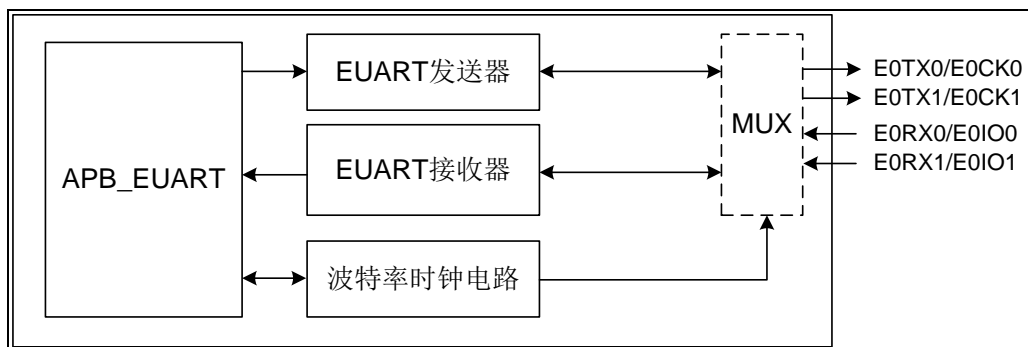 EUART发送器
E0TX0/E0CK0
E0TX1/E0CK1
MUX
E0RX0/E0IO0
E0RX1/E0IO1
APB_EUART
EUART接收器
波特率时钟电路